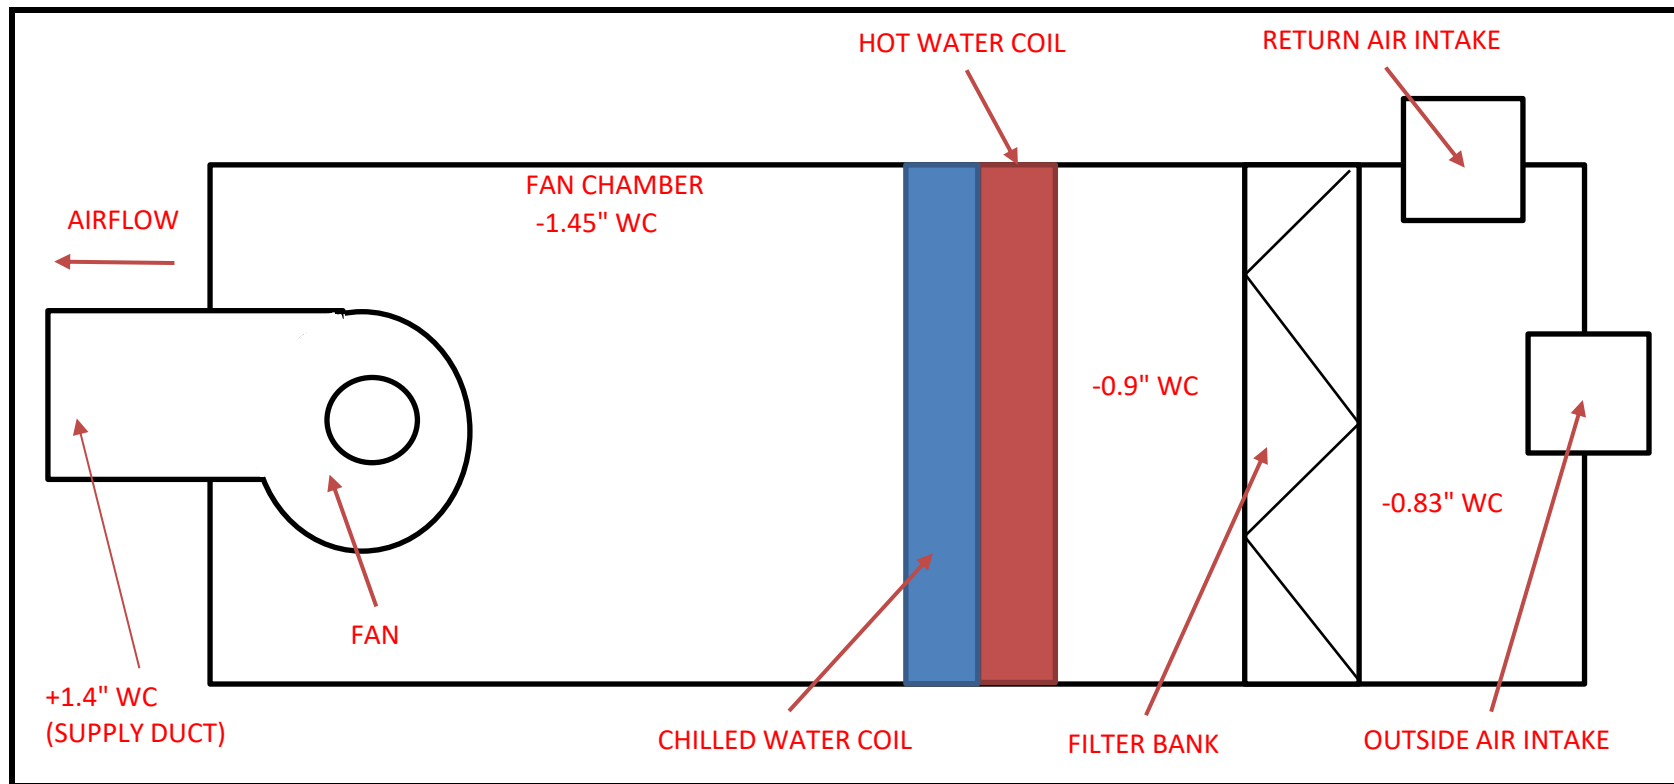 HOT WATER COIL
RETURN AIR INTAKE
FAN CHAMBER
-1.45" WC
AIRFLOW
-0.9" WC
-0.83" WC
FAN
+1.4" WC
(SUPPLY DUCT)
CHILLED WATER COIL
FILTER BANK
OUTSIDE AIR INTAKE